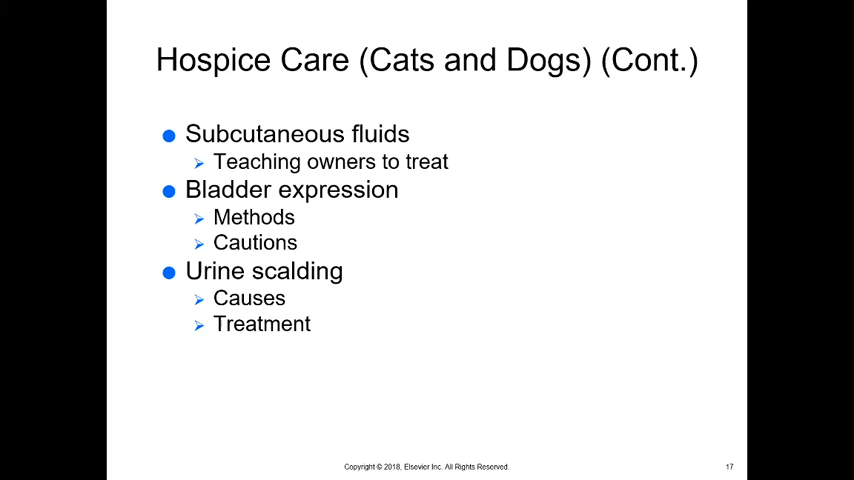 Hospice Care (Cats and Dogs) (Cont.)
Subcutaneous fluids
Teaching owners to treat
Bladder expression
Methods
Cautions
Urine scalding
Causes
Treatment
Copyright © 2018, Elsevier Inc. All Rights Reserved.
17